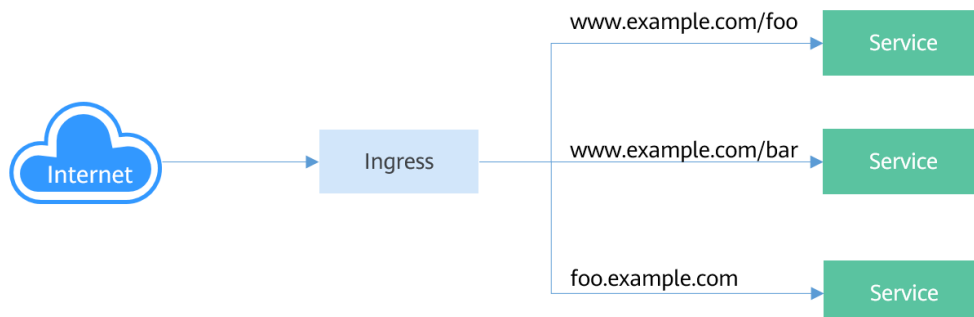 www.example.com/foo
Service
Internet
Ingress
www.example.com/bar
Service
foo.example.com
Service